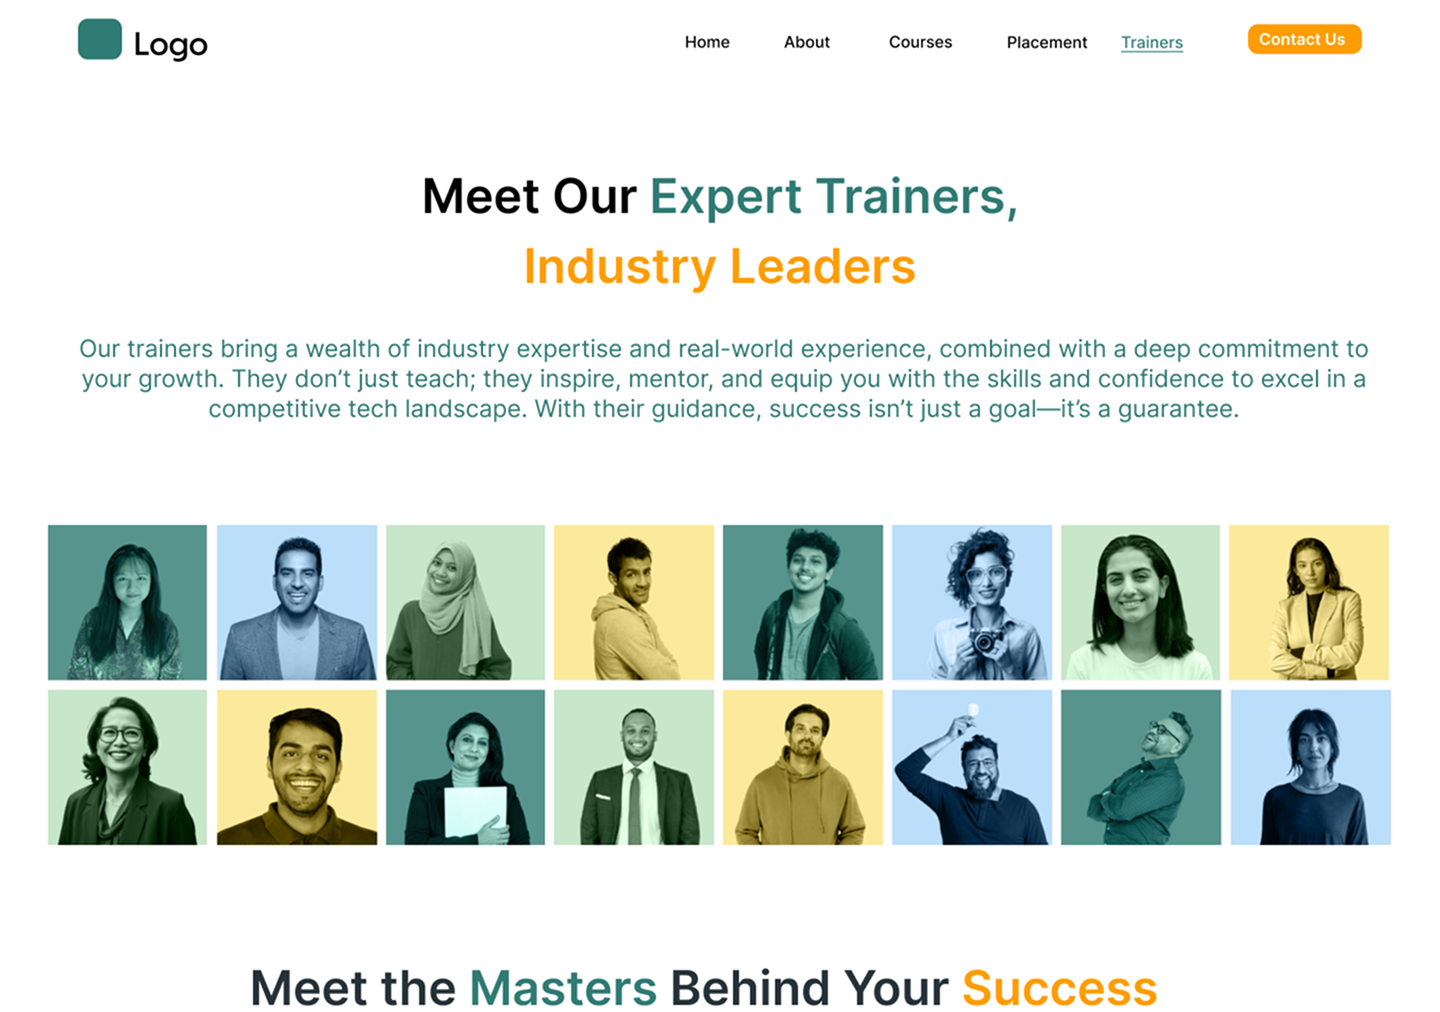 Logo
Home About Courses Placement Trainers Contact Us
Meet Our Expert Trainers,
Industry Leaders
Our trainers bring a wealth of industry expertise and real-world experience, combined with a deep commitment to
your growth. They don’t just teach; they inspire, mentor, and equip you with the skills and confidence to excel in a
competitive tech landscape. With their guidance, success isn’t just a goal—it’s a guarantee.
Meet the Masters Behind Your Success